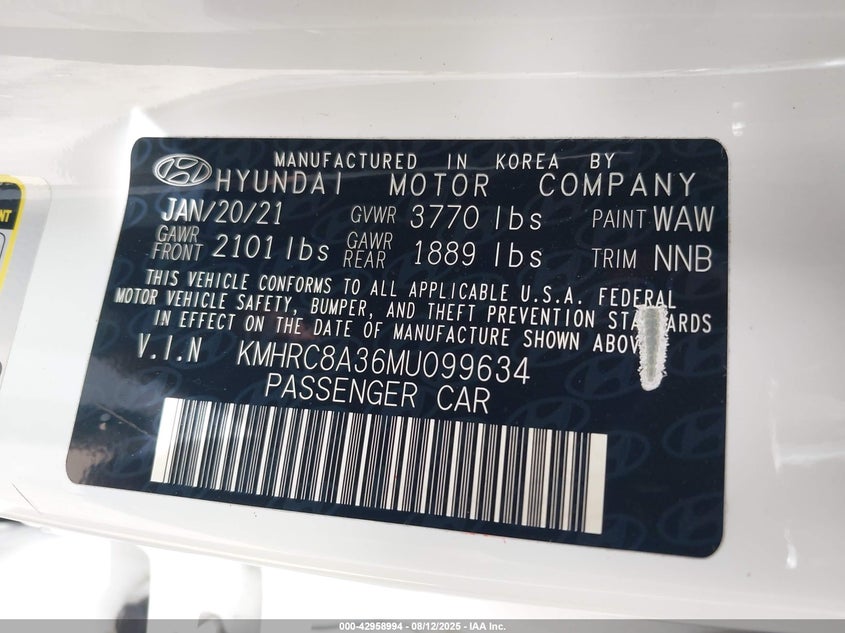 MANUFACTURED IN KOREA BY
HYUNDAI MOTOR COMPANY
JAN/20/21 GVWR 3770 lbs PAINT WAW
GAWR FRONT 2101 lbs GAWR REAR 1889 lbs TRIM NNB
THIS VEHICLE CONFORMS TO ALL APPLICABLE U.S.A. FEDERAL
MOTOR VEHICLE SAFETY, BUMPER, AND THEFT PREVENTION STANDARDS
IN EFFECT ON THE DATE OF MANUFACTURE SHOWN ABOVE
V.I.N KMHRC8A36MU099634
PASSENGER CAR
000-42958994 - 08/12/2025 - IAA Inc.